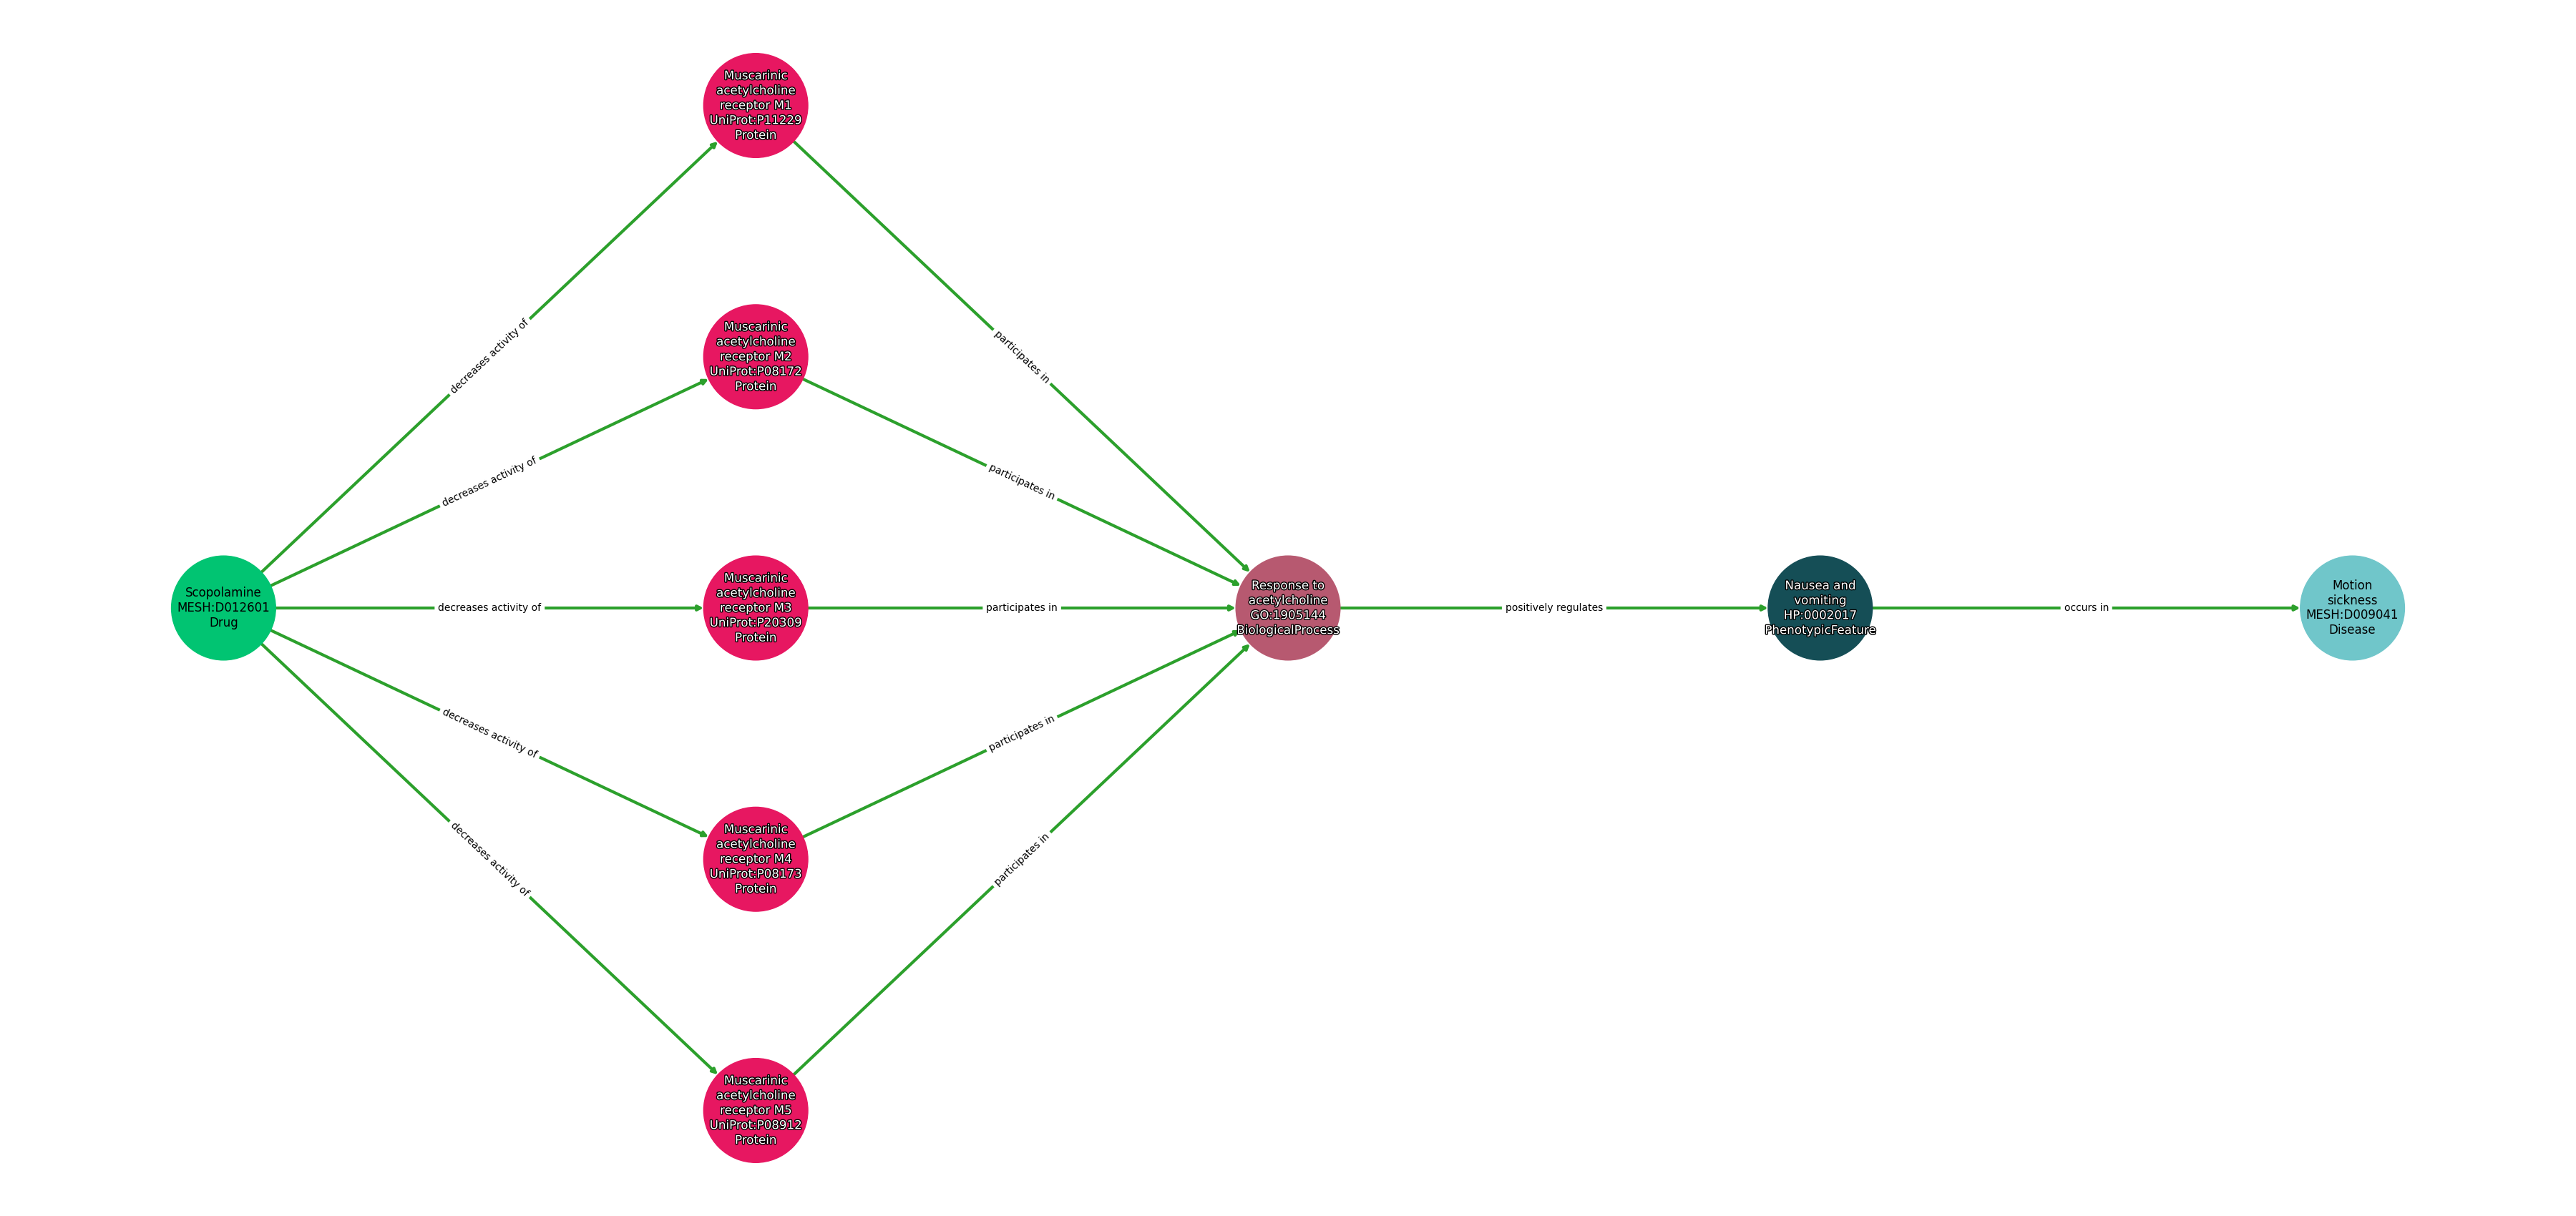 Muscarinic
acetylcholine
receptor M1
UniProt:P11229
Protein
Muscarinic
acetylcholine
receptor M2
UniProt:P08172
Protein
Muscarinic
acetylcholine
receptor M3
UniProt:P20309
Protein
Muscarinic
acetylcholine
receptor M4
UniProt:P08173
Protein
Muscarinic
acetylcholine
receptor M5
UniProt:P08912
Protein
Scopolamine
MESH:D012601
Drug
decreases activity of
decreases activity of
decreases activity of
decreases activity of
decreases activity of
participates in
participates in
participates in
participates in
participates in
Response to
acetylcholine
GO:1905144
BiologicalProcess
positively regulates
Nausea and
vomiting
HP:0002017
PhenotypicFeature
occurs in
Motion
sickness
MESH:D009041
Disease